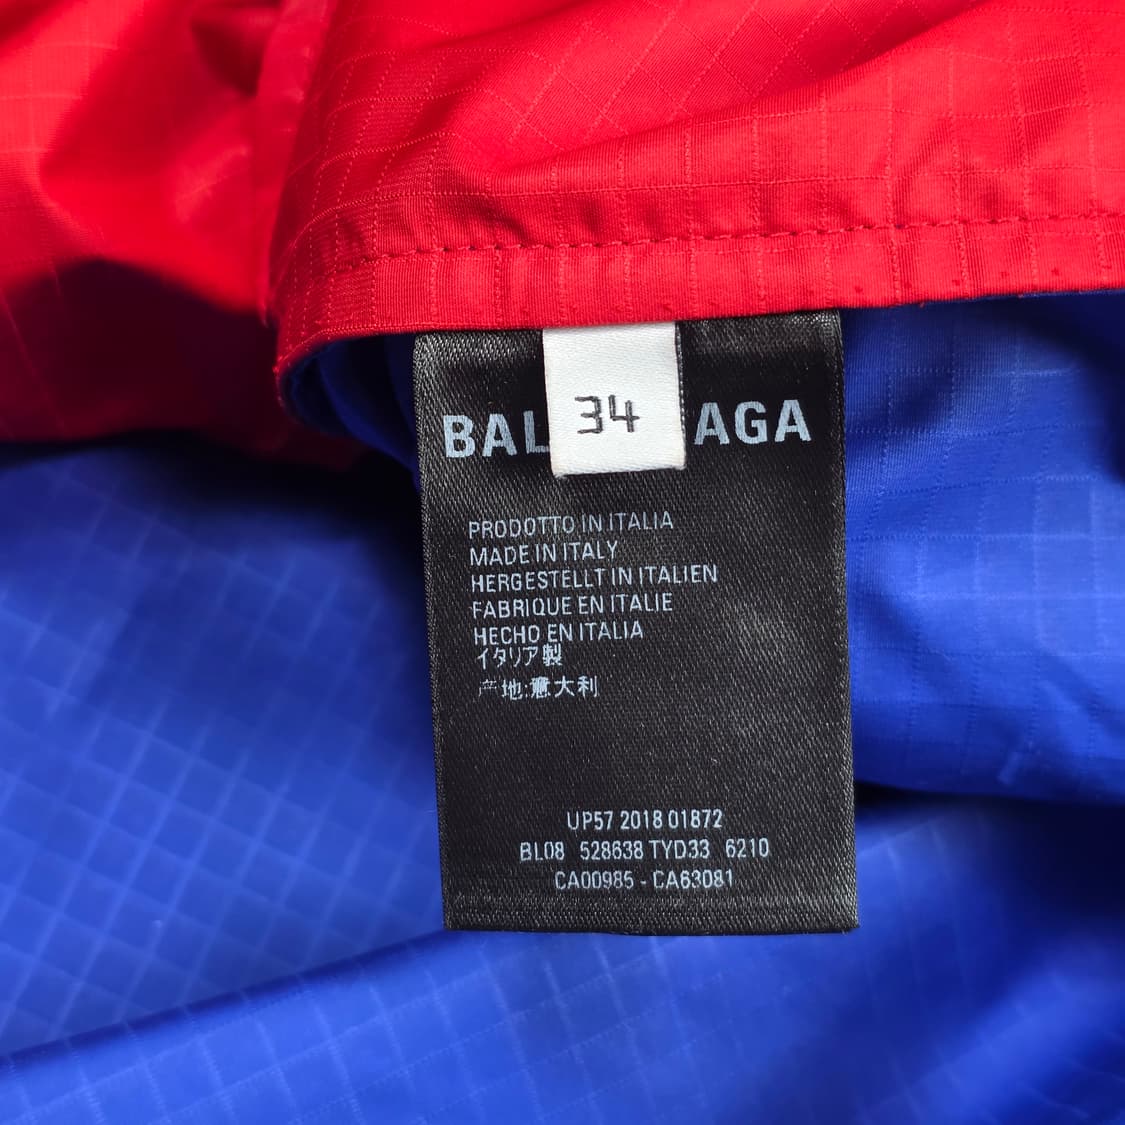 34
BAL AGA
PRODOTTO IN ITALIA
MADE IN ITALY
HERGESTELLT IN ITALIEN
FABRIQUE EN ITALIE
HECHO EN ITALIA
イタリア製
产地:意大利
UP57 2018 01872
BL08 528638 TYD33 6210
CA00985 - CA63081